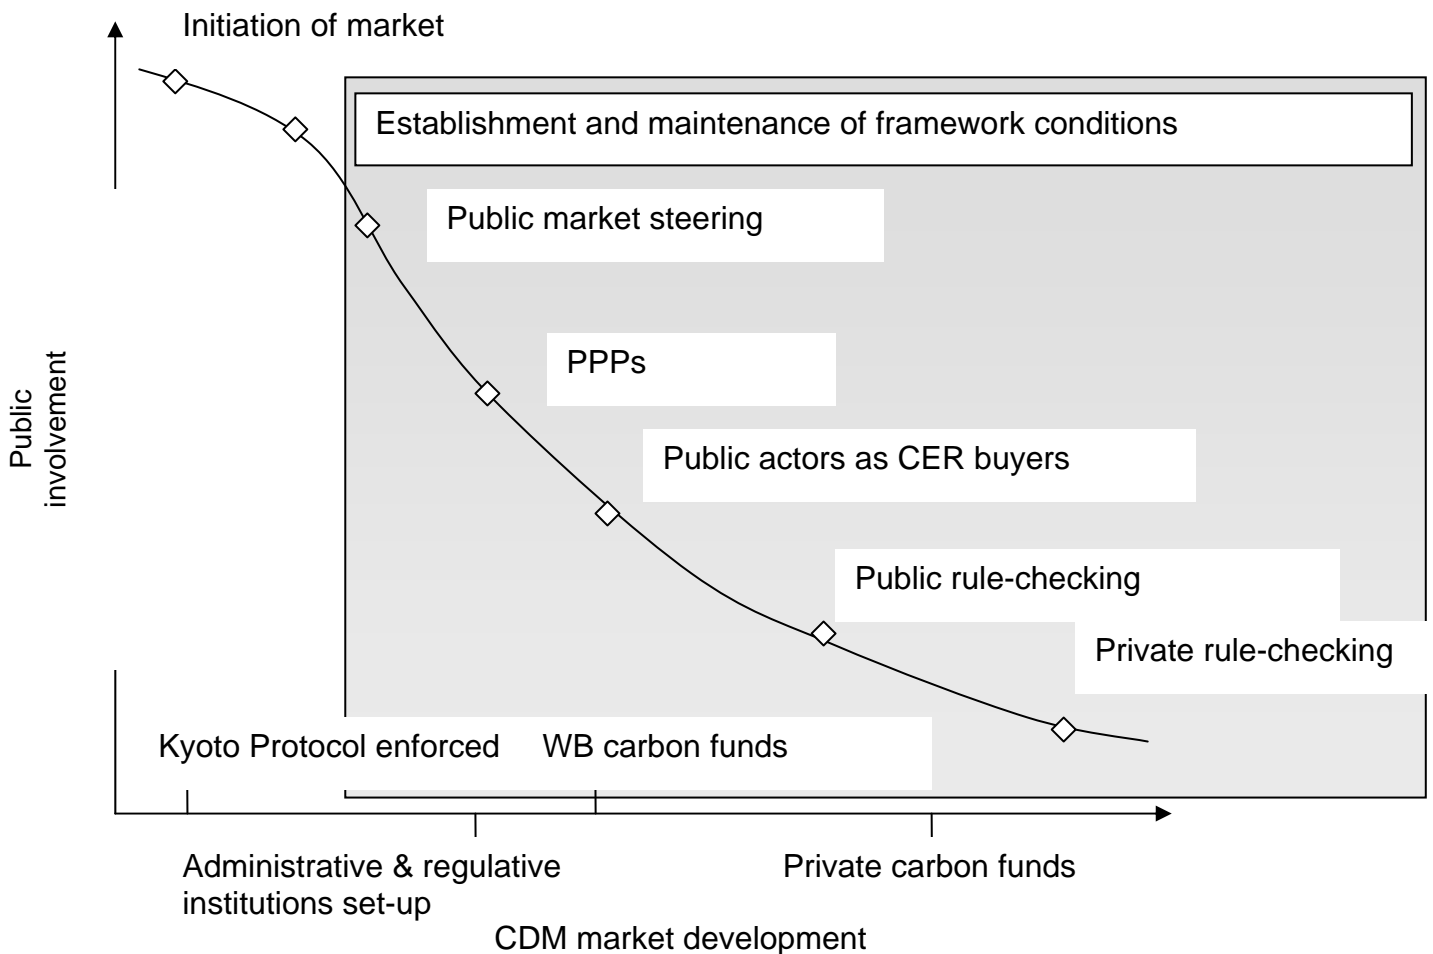 Initiation of market
Establishment and maintenance of framework conditions
Public market steering
PPPs
Public
involvement
Public actors as CER buyers
Public rule-checking
Private rule-checking
Kyoto Protocol enforced
WB carbon funds
Administrative & regulative
institutions set-up
Private carbon funds
CDM market development